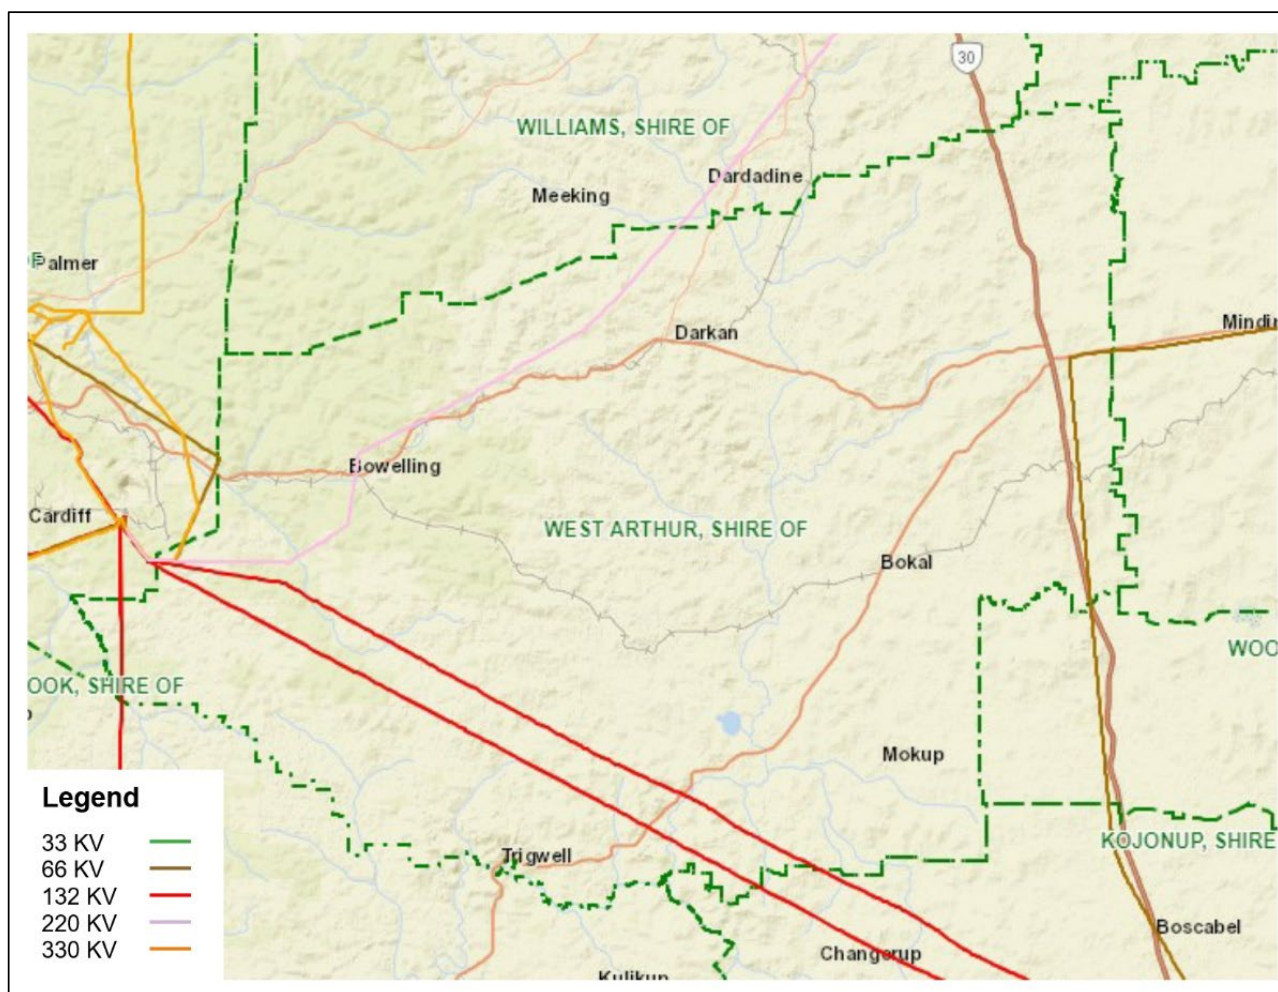 30
WILLIAMS, SHIRE OF
Dardadine
Meeking
Palmer
Mindi
Darkan
Bowelling
Cardiff
WEST ARTHUR, SHIRE OF
Bokal
WOO
OOK, SHIRE OF
Mokup
Legend
33 KV
66 KV
132 KV
220 KV
330 KV
KOJONUP, SHIRE
Trigwell
Boscabel
Changerup
Kulikup